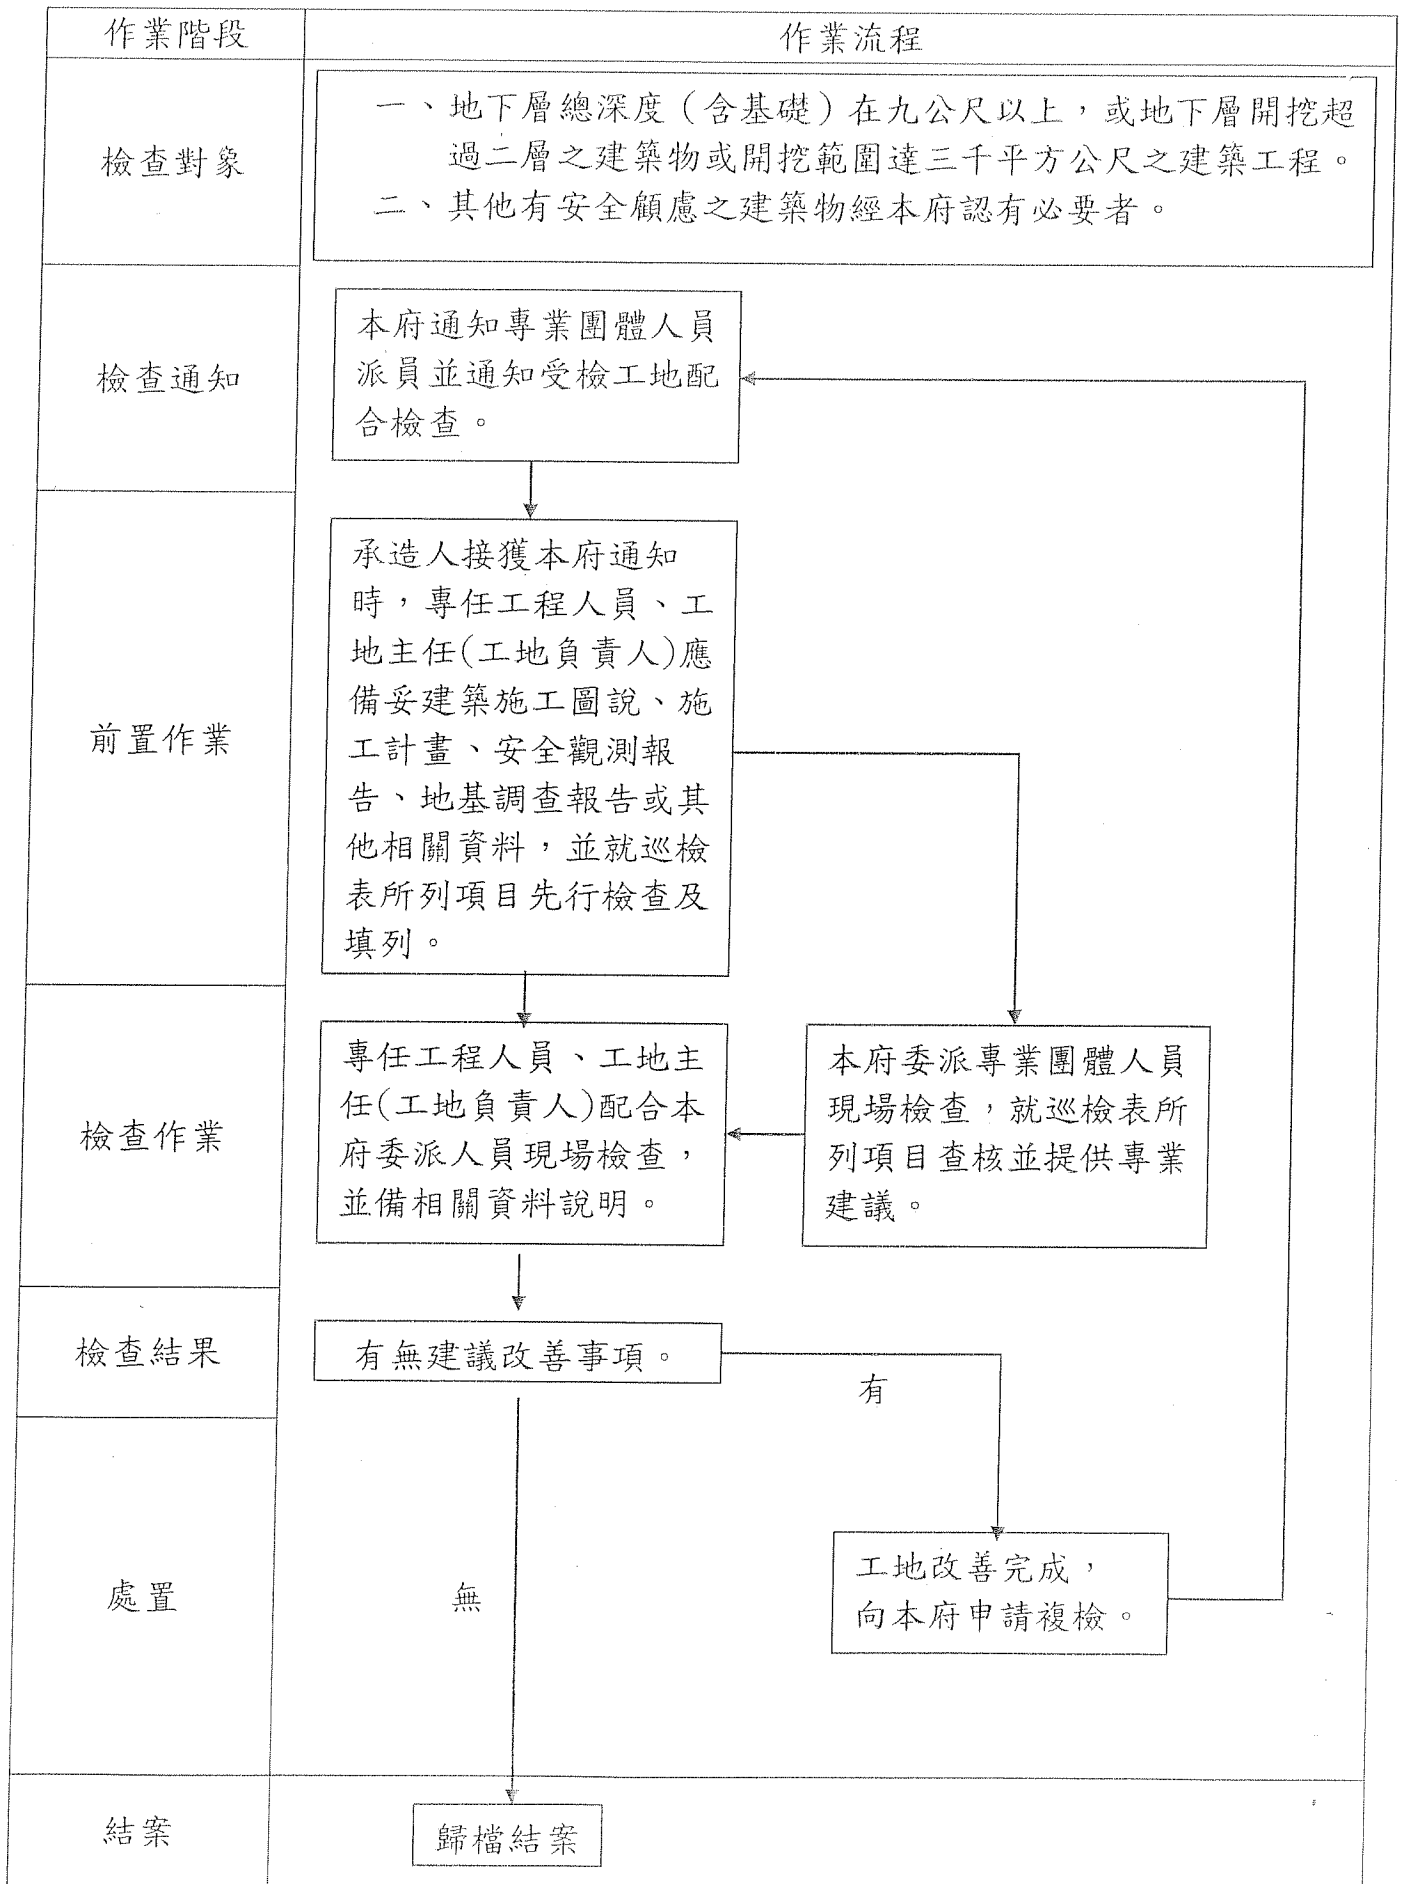 作業階段
作業流程
檢查對象
一、地下層總深度（含基礎）在九公尺以上，或地下層開挖超
過二層之建築物或開挖範圍達三千平方公尺之建築工程。
二、其他有安全顧慮之建築物經本府認有必要者。
檢查通知
本府通知專業團體人員
派員並通知受檢工地配
合檢查。
前置作業
承造人接獲本府通知
時，專任工程人員、工
地主任(工地負責人)應
備妥建築施工圖說、施
工計畫、安全觀測報
告、地基調查報告或其
他相關資料，並就巡檢
表所列項目先行檢查及
填列。
檢查作業
專任工程人員、工地主
任(工地負責人)配合本
府委派人員現場檢查，
並備相關資料說明。
本府委派專業團體人員
現場檢查，就巡檢表所
列項目查核並提供專業
建議。
檢查結果
有無建議改善事項。
有
處置
無
工地改善完成，
向本府申請複檢。
結案
歸檔結案